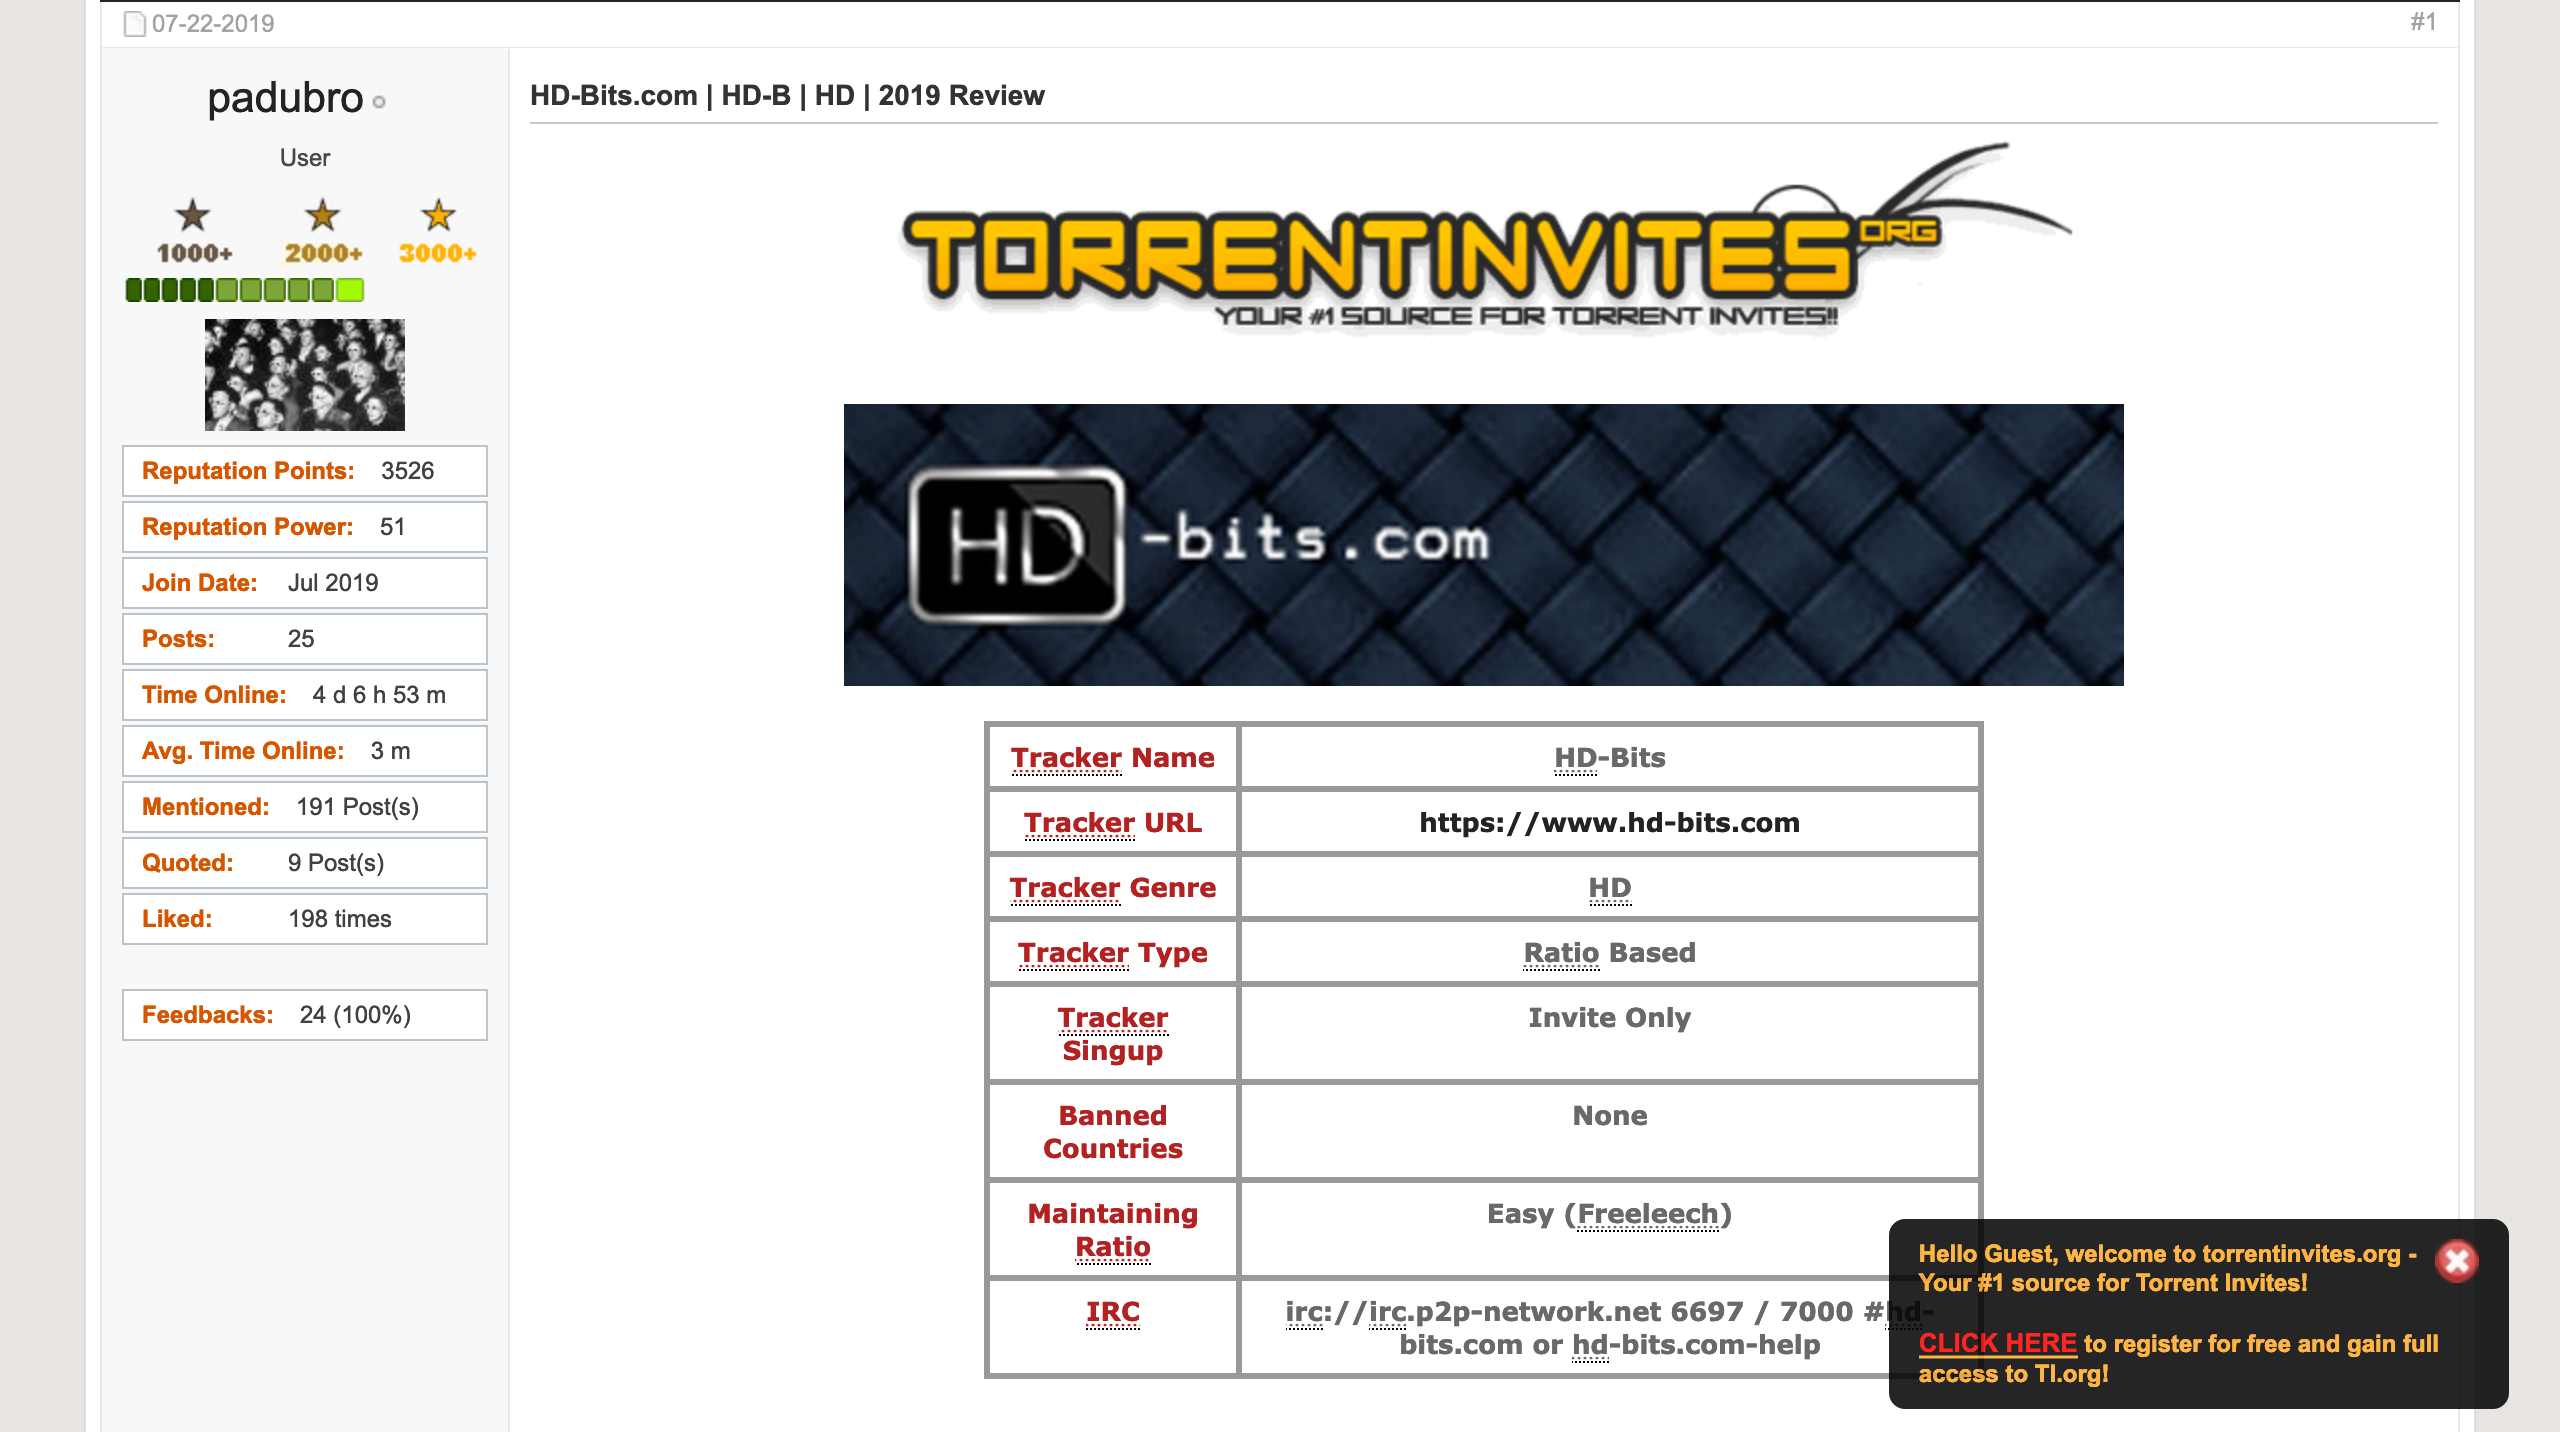 07-22-2019
#1
padubro
User
1000+ 2000+ 3000+
Reputation Points: 3526
Reputation Power: 51
Join Date: Jul 2019
Posts: 25
Time Online: 4 d 6 h 53 m
Avg. Time Online: 3 m
Mentioned: 191 Post(s)
Quoted: 9 Post(s)
Liked: 198 times
Feedbacks: 24 (100%)
HD-Bits.com | HD-B | HD | 2019 Review
TORRENTINVITES ORG
YOUR #1 SOURCE FOR TORRENT INVITES!!
HD -bits.com
Tracker Name HD-Bits
Tracker URL https://www.hd-bits.com
Tracker Genre HD
Tracker Type Ratio Based
Tracker Invite Only
Singup
Banned None
Countries
Maintaining Easy (Freeleech)
Ratio
IRC irc://irc.p2p-network.net 6697 / 7000 #hd-
bits.com or hd-bits.com-help
Hello Guest, welcome to torrentinvites.org -
Your #1 source for Torrent Invites!
CLICK HERE to register for free and gain full
access to TI.org!